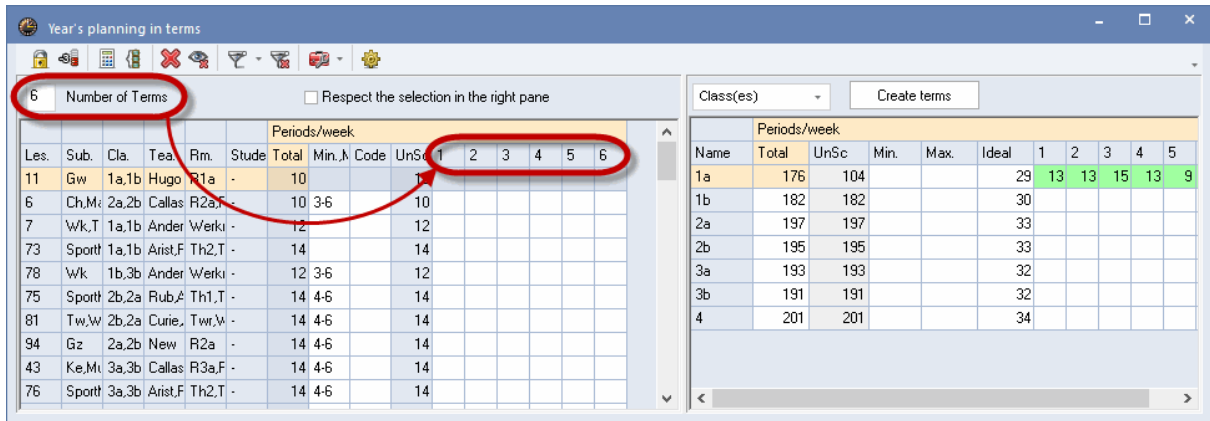 Year's planning in terms
6 Number of Terms Respect the selection in the right pane Class(es) Create terms
Periods/week Periods/week
Les. Sub. Cla. Tea. Rm. Stude Total Min.,M Code UnSc 1 2 3 4 5 6 Name Total UnSc Min. Max. Ideal 1 2 3 4 5
11 Gw 1a,1b Hugo R1a - 10 1a 176 104 29 13 13 15 13 9
6 Ch,Ma 2a,2b Callas R2a,F - 10 3-6 10 1b 182 182 30
7 Wk,T 1a,1b Ander Werkr - 12 12 2a 197 197 33
73 Sporth 1a,1b Arist,F Th2,T - 14 14 2b 195 195 33
78 Wk 1b,3b Ander Werkr - 12 3-6 12 3a 193 193 32
75 Sporth 2b,2a Rub,A Th1,T - 14 4-6 14 3b 191 191 32
81 Tw,W 2b,2a Curie, Twr,W - 14 4-6 14 4 201 201 34
94 Gz 2a,2b New R2a - 14 4-6 14
43 Ke,Mu 3a,3b Callas R3a,F - 14 4-6 14
76 Sporth 3a,3b Arist,F Th2,T - 14 4-6 14